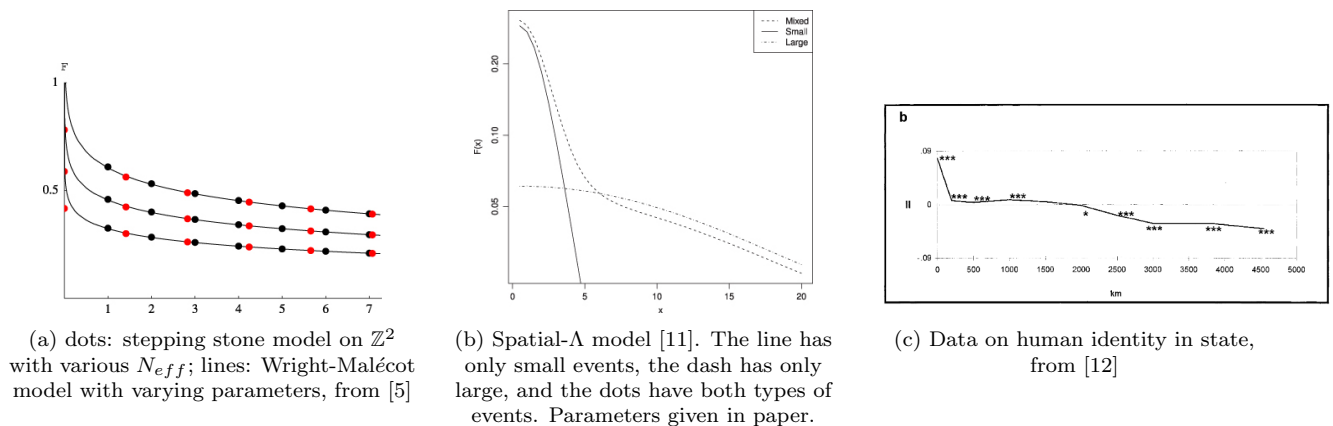 1
0.5
1
2
3
4
5
6
7
(a) dots: stepping stone model on ℤ²
with various N_eff; lines: Wright-Malécot
model with varying parameters, from [5]
Mixed
Small
Large
0.20
0.10
0.05
F(x)
0
5
10
15
20
x
(b) Spatial-Λ model [11]. The line has
only small events, the dash has only
large, and the dots have both types of
events. Parameters given in paper.
b
.09
***
***
***
***
II
0
*
***
***
***
***
-.09
0
500
1000
1500
2000
2500
3000
3500
4000
4500
5000
km
(c) Data on human identity in state,
from [12]